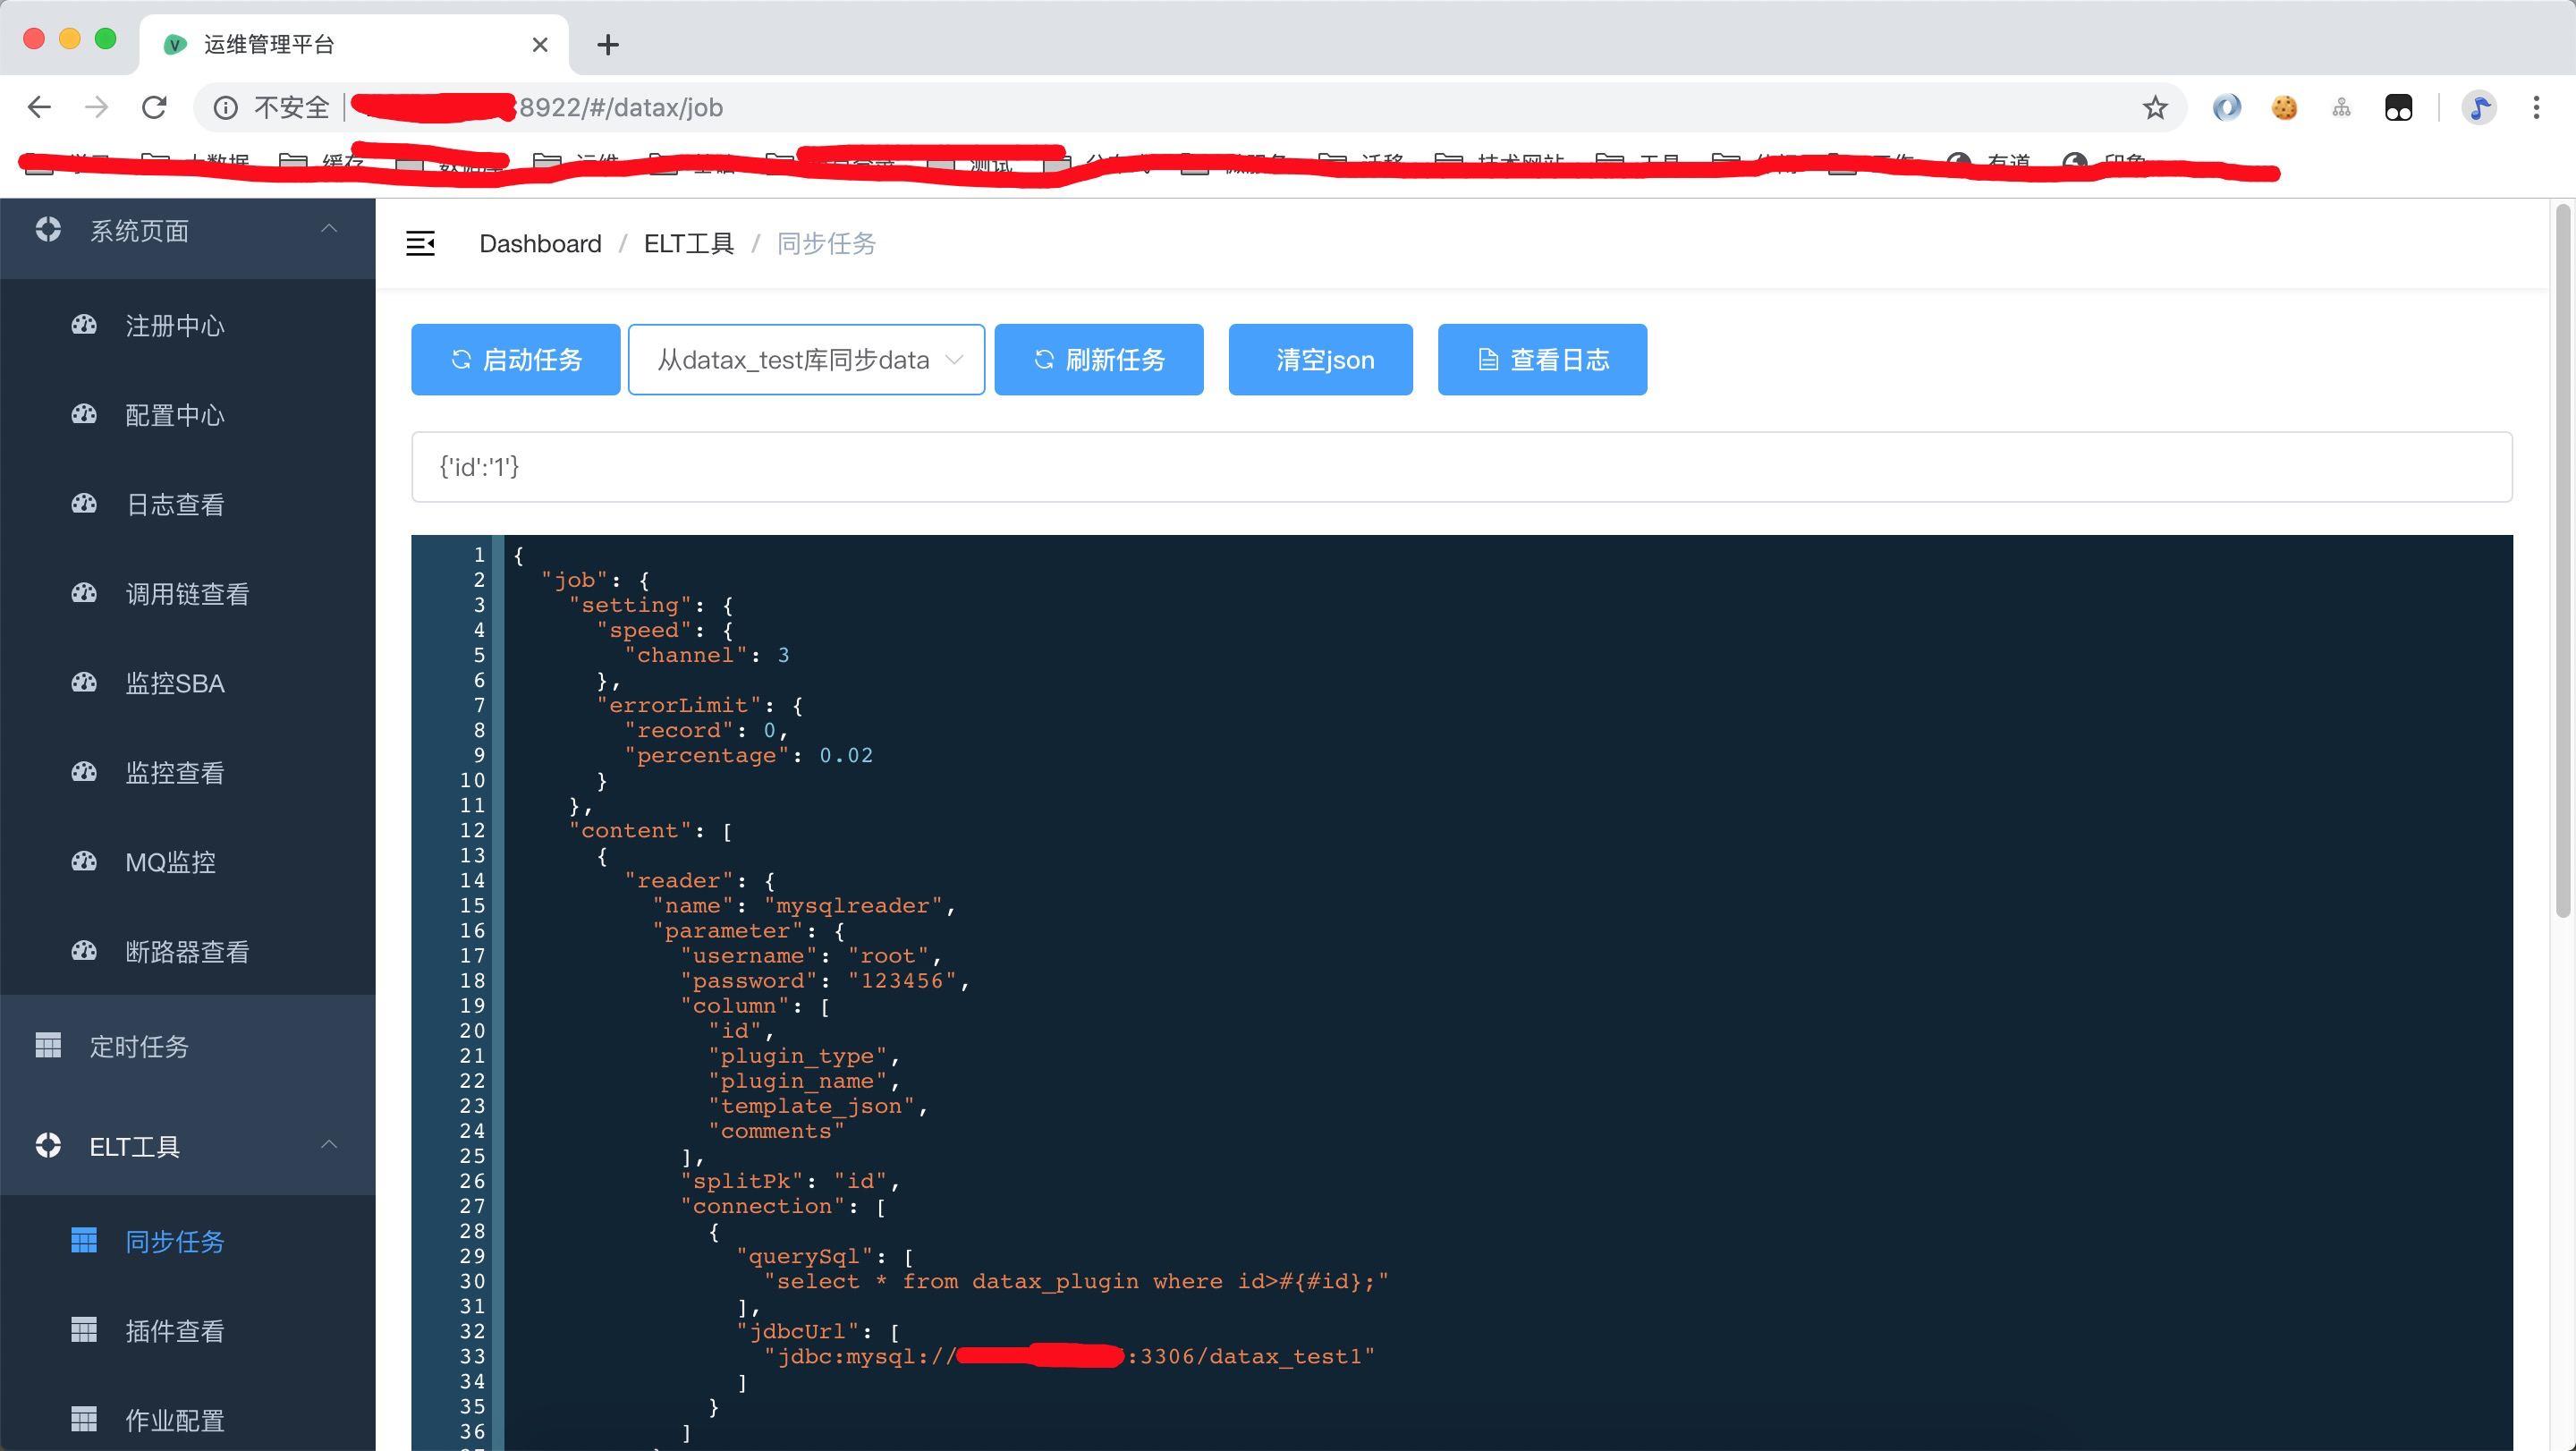 运维管理平台
不安全
8922/#/datax/job
系统页面
注册中心
配置中心
日志查看
调用链查看
监控SBA
监控查看
MQ监控
断路器查看
定时任务
ELT工具
同步任务
插件查看
作业配置
Dashboard / ELT工具 / 同步任务
启动任务 从datax_test库同步data 刷新任务 清空json 查看日志
{'id':'1'}
1 {
2 "job": {
3 "setting": {
4 "speed": {
5 "channel": 3
6 },
7 "errorLimit": {
8 "record": 0,
9 "percentage": 0.02
10 }
11 },
12 "content": [
13 {
14 "reader": {
15 "name": "mysqlreader",
16 "parameter": {
17 "username": "root",
18 "password": "123456",
19 "column": [
20 "id",
21 "plugin_type",
22 "plugin_name",
23 "template_json",
24 "comments"
25 ],
26 "splitPk": "id",
27 "connection": [
28 {
29 "querySql": [
30 "select * from datax_plugin where id>#{#id};"
31 ],
32 "jdbcUrl": [
33 "jdbc:mysql:// :3306/datax_test1"
34 ]
35 }
36 ]